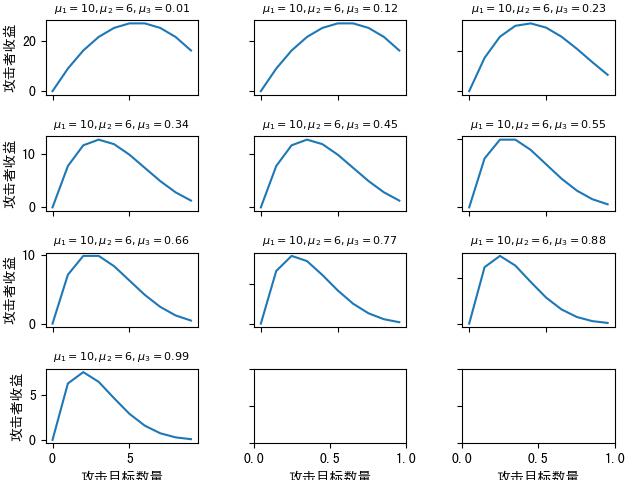 μ₁ = 10, μ₂ = 6, μ₃ = 0.01
μ₁ = 10, μ₂ = 6, μ₃ = 0.12
μ₁ = 10, μ₂ = 6, μ₃ = 0.23
攻击者收益
20
0
μ₁ = 10, μ₂ = 6, μ₃ = 0.34
μ₁ = 10, μ₂ = 6, μ₃ = 0.45
μ₁ = 10, μ₂ = 6, μ₃ = 0.55
攻击者收益
10
0
μ₁ = 10, μ₂ = 6, μ₃ = 0.66
μ₁ = 10, μ₂ = 6, μ₃ = 0.77
μ₁ = 10, μ₂ = 6, μ₃ = 0.88
攻击者收益
10
0
μ₁ = 10, μ₂ = 6, μ₃ = 0.99
攻击者收益
5
0
0 5
0.0 0.5 1.0
0.0 0.5 1.0
攻击目标数量
攻击目标数量
攻击目标数量